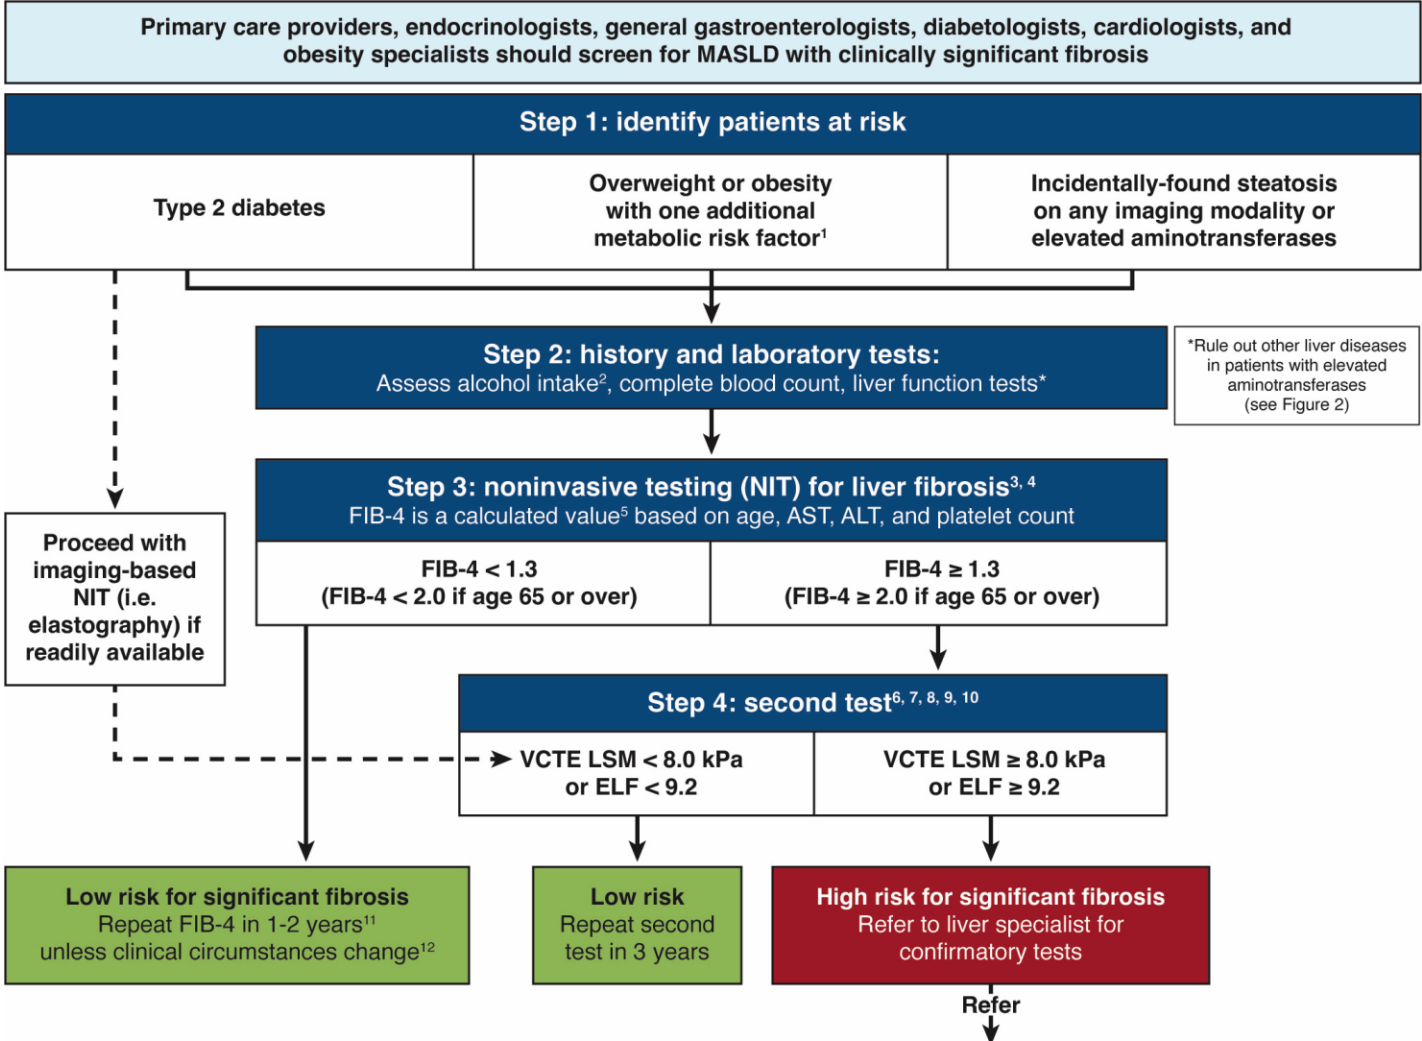 Primary care providers, endocrinologists, general gastroenterologists, diabetologists, cardiologists, and
obesity specialists should screen for MASLD with clinically significant fibrosis
Step 1: identify patients at risk
Type 2 diabetes
Overweight or obesity
with one additional
metabolic risk factor¹
Incidentally-found steatosis
on any imaging modality or
elevated aminotransferases
Step 2: history and laboratory tests:
Assess alcohol intake², complete blood count, liver function tests*
*Rule out other liver diseases
in patients with elevated
aminotransferases
(see Figure 2)
Step 3: noninvasive testing (NIT) for liver fibrosis³, ⁴
FIB-4 is a calculated value⁵ based on age, AST, ALT, and platelet count
Proceed with
imaging-based
NIT (i.e.
elastography) if
readily available
FIB-4 < 1.3
(FIB-4 < 2.0 if age 65 or over)
FIB-4 ≥ 1.3
(FIB-4 ≥ 2.0 if age 65 or over)
Step 4: second test⁶, ⁷, ⁸, ⁹, ¹⁰
VCTE LSM < 8.0 kPa
or ELF < 9.2
VCTE LSM ≥ 8.0 kPa
or ELF ≥ 9.2
Low risk for significant fibrosis
Repeat FIB-4 in 1-2 years¹¹
unless clinical circumstances change¹²
Low risk
Repeat second
test in 3 years
High risk for significant fibrosis
Refer to liver specialist for
confirmatory tests
Refer